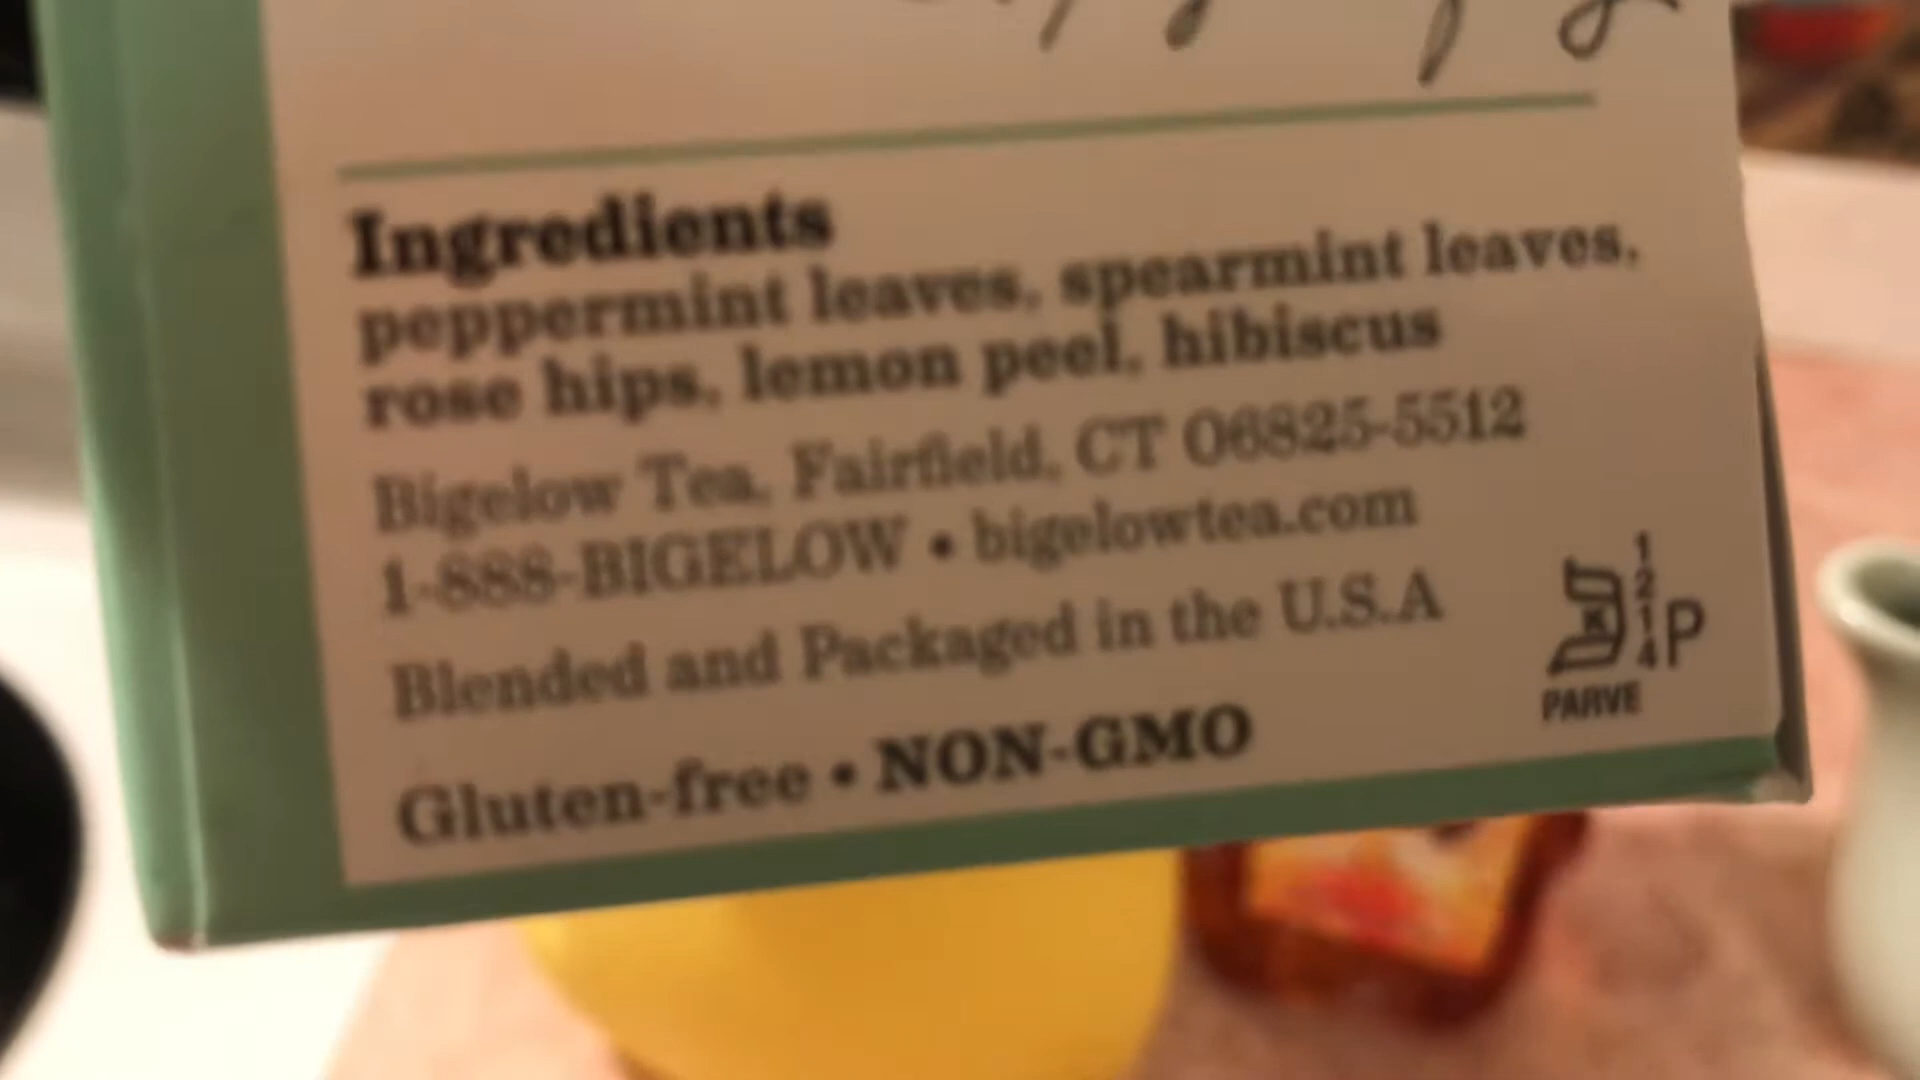 Ingredients
peppermint leaves, spearmint leaves,
rose hips, lemon peel, hibiscus
Bigelow Tea, Fairfield, CT 06825-5512
1-888-BIGELOW • bigelowtea.com
Blended and Packaged in the U.S.A
Gluten-free • NON-GMO
K 1214 P
PARVE